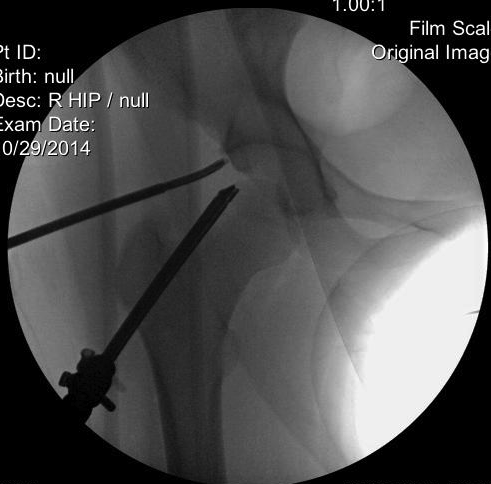 1.00:1
Film Scal
Original Imag
Pt ID:
Birth: null
Desc: R HIP / null
Exam Date:
0/29/2014